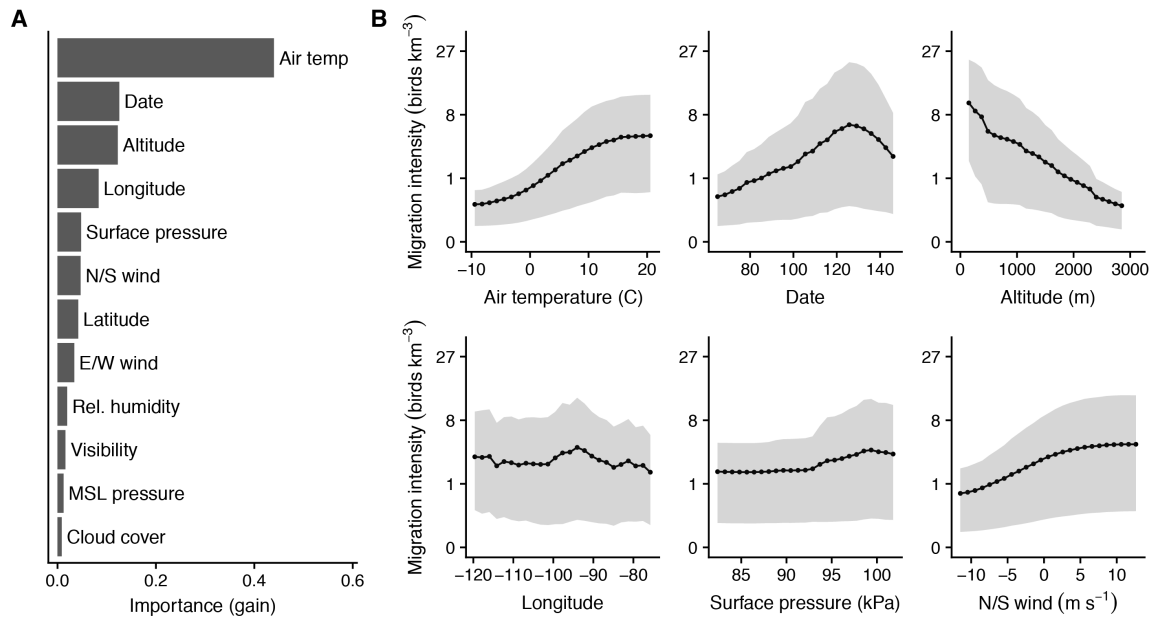 A
Air temp
Date
Altitude
Longitude
Surface pressure
N/S wind
Latitude
E/W wind
Rel. humidity
Visibility
MSL pressure
Cloud cover
0.0 0.2 0.4 0.6
Importance (gain)
B
Migration intensity (birds km⁻³)
27
8
1
0
−10 0 10 20
Air temperature (C)
27
8
1
0
80 100 120 140
Date
27
8
1
0
0 1000 2000 3000
Altitude (m)
Migration intensity (birds km⁻³)
27
8
1
0
−120 −110 −100 −90 −80
Longitude
27
8
1
0
85 90 95 100
Surface pressure (kPa)
27
8
1
0
−10 −5 0 5 10
N/S wind (m s⁻¹)